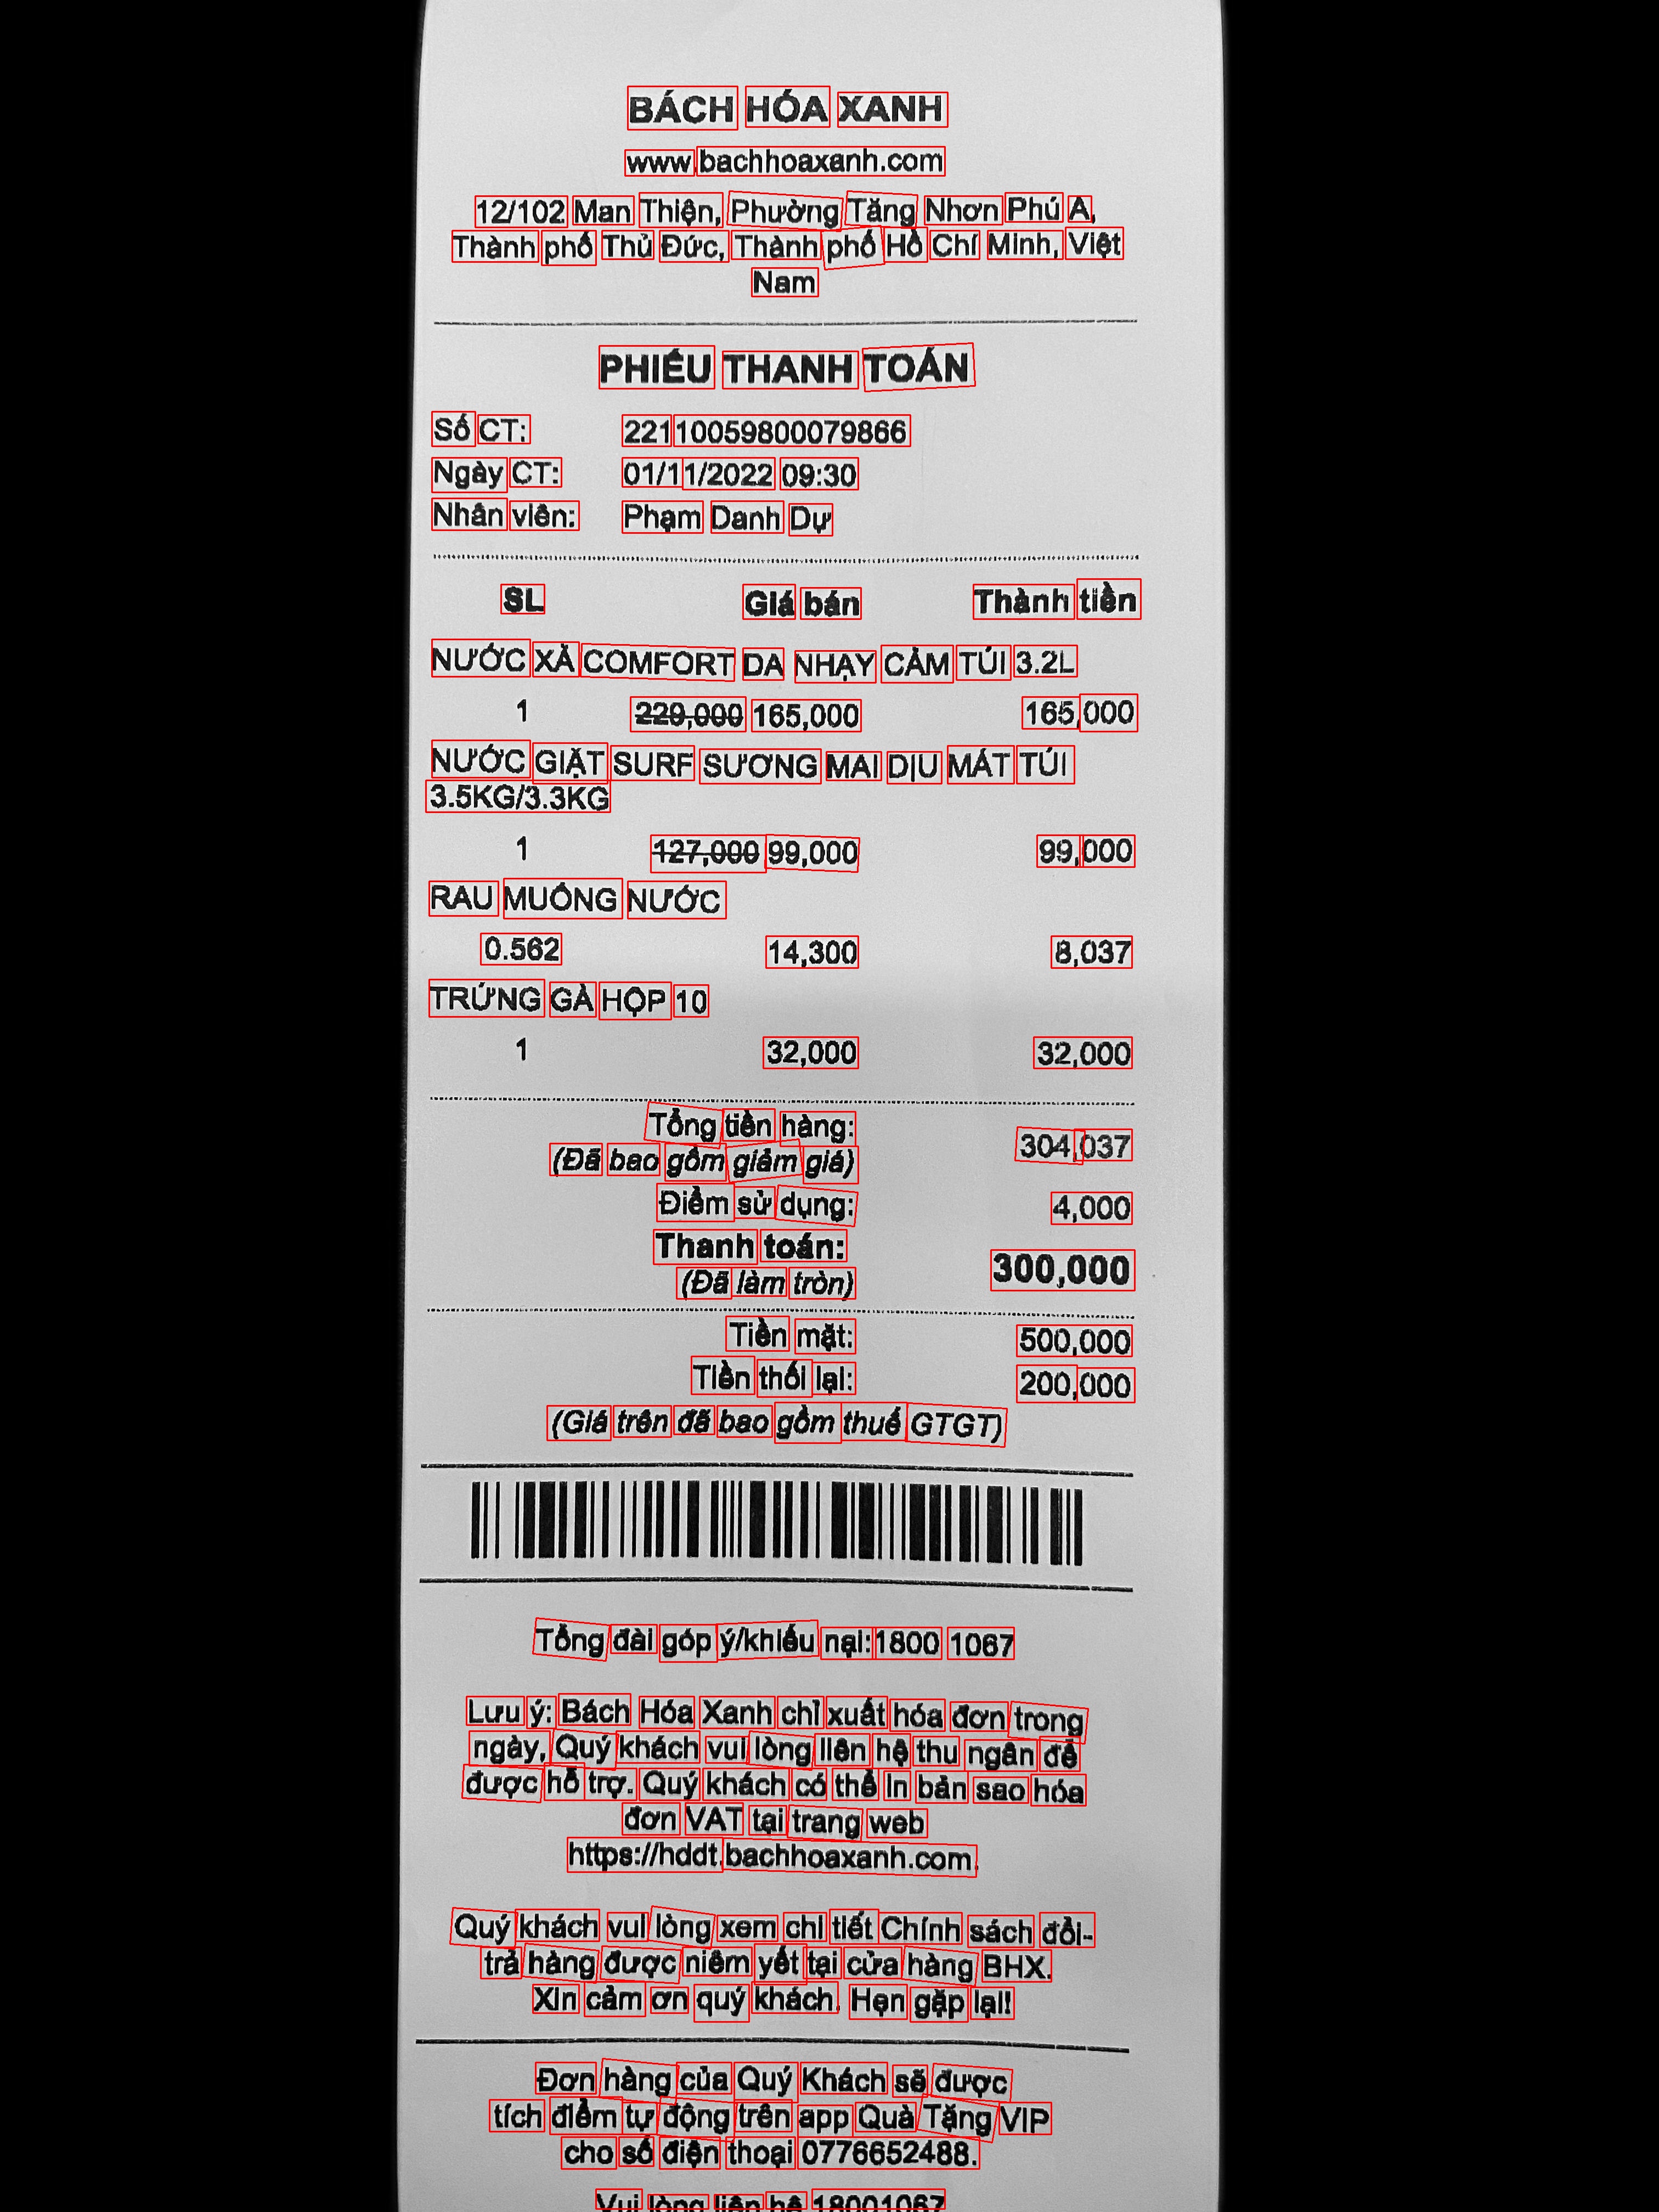 BÁCH HÓA XANH
www.bachhoaxanh.com
12/102 Man Thiện, Phường Tăng Nhơn Phú A,
Thành phố Thủ Đức, Thành phố Hồ Chí Minh, Việt
Nam
PHIẾU THANH TOÁN
Số CT: 22110059800079866
Ngày CT: 01/11/2022 09:30
Nhân viên: Phạm Danh Dự
SL Giá bán Thành tiền
NƯỚC XẢ COMFORT DA NHẠY CẢM TÚI 3.2L
1 229,000 165,000 165,000
NƯỚC GIẶT SURF SƯƠNG MAI DỊU MÁT TÚI
3.5KG/3.3KG
1 127,000 99,000 99,000
RAU MUỐNG NƯỚC
0.562 14,300 8,037
TRỨNG GÀ HỘP 10
1 32,000 32,000
Tổng tiền hàng: 304,037
(Đã bao gồm giảm giá)
Điểm sử dụng: 4,000
Thanh toán: 300,000
(Đã làm tròn)
Tiền mặt: 500,000
Tiền thối lại: 200,000
(Giá trên đã bao gồm thuế GTGT)
Tổng đài góp ý/khiếu nại:1800 1067
Lưu ý: Bách Hóa Xanh chỉ xuất hóa đơn trong
ngày, Quý khách vui lòng liên hệ thu ngân để
được hỗ trợ. Quý khách có thể in bản sao hóa
đơn VAT tại trang web
https://hddt.bachhoaxanh.com.
Quý khách vui lòng xem chi tiết Chính sách đổi-
trả hàng được niêm yết tại cửa hàng BHX.
Xin cảm ơn quý khách. Hẹn gặp lại!
Đơn hàng của Quý Khách sẽ được
tích điểm tự động trên app Quà Tặng VIP
cho số điện thoại 0776652488.
Vui lòng liên hệ 18001067